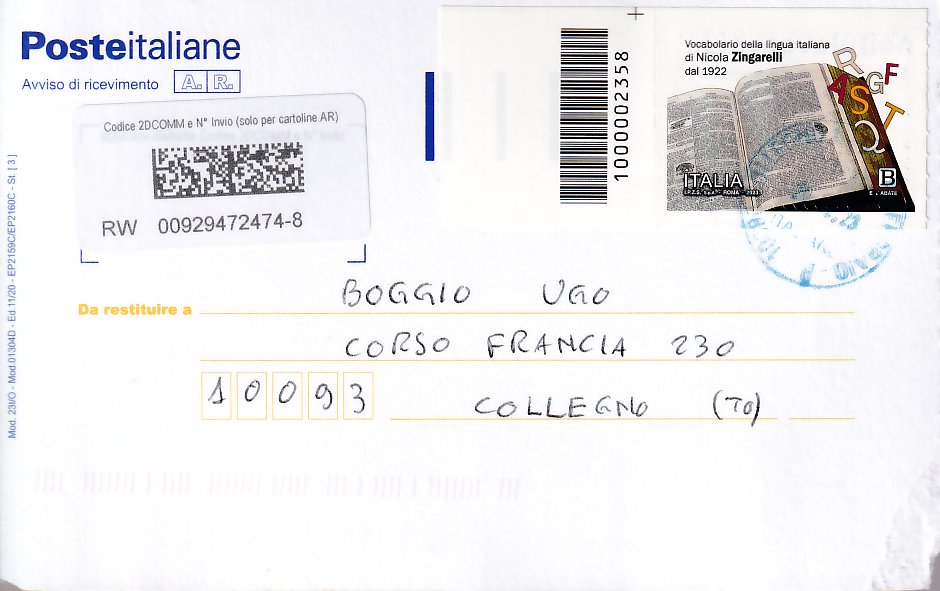 Posteitaliane
Avviso di ricevimento A. R.
Codice 2DCOMM e N° Invio (solo per cartoline AR)
RW 00929472474-8
Mod. 23I/O - Mod.01304D - Ed.11/20 - EP2159C/EP2160C - St. [3]
1000002358
Vocabolario della lingua italiana
di Nicola Zingarelli
dal 1922
R
G F
A S T
Q
ITALIA
B
Da restituire a
BOGGIO UGO
CORSO FRANCIA 230
10093 COLLEGNO (TO)